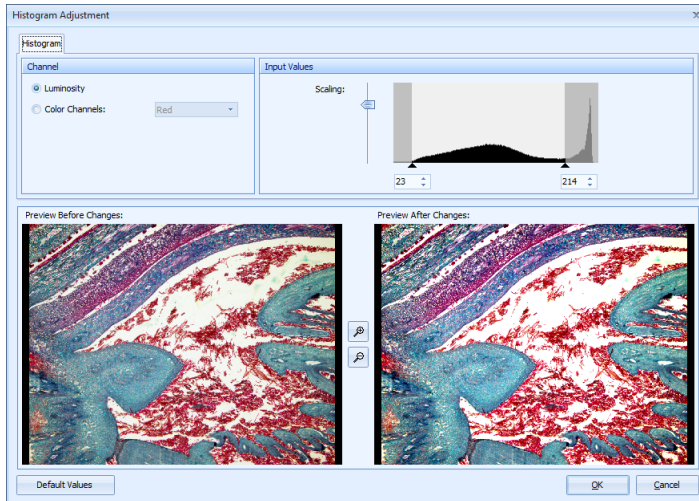 Histogram Adjustment
Histogram
Channel
Luminosity
Color Channels:
Red
Input Values
Scaling:
23
214
Preview Before Changes:
Preview After Changes:
Default Values
OK
Cancel